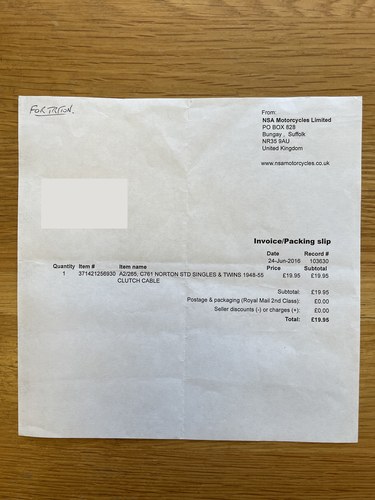 FOR TRITON.
From:
NSA Motorcycles Limited
PO BOX 828
Bungay , Suffolk
NR35 9AU
United Kingdom
www.nsamotorcycles.co.uk
Invoice/Packing slip
Date Record #
24-Jun-2016 103630
Quantity Item # Item name Price Subtotal
1 371421256930 A2/265, C761 NORTON STD SINGLES & TWINS 1948-55 £19.95 £19.95
CLUTCH CABLE
Subtotal: £19.95
Postage & packaging (Royal Mail 2nd Class): £0.00
Seller discounts (-) or charges (+): £0.00
Total: £19.95